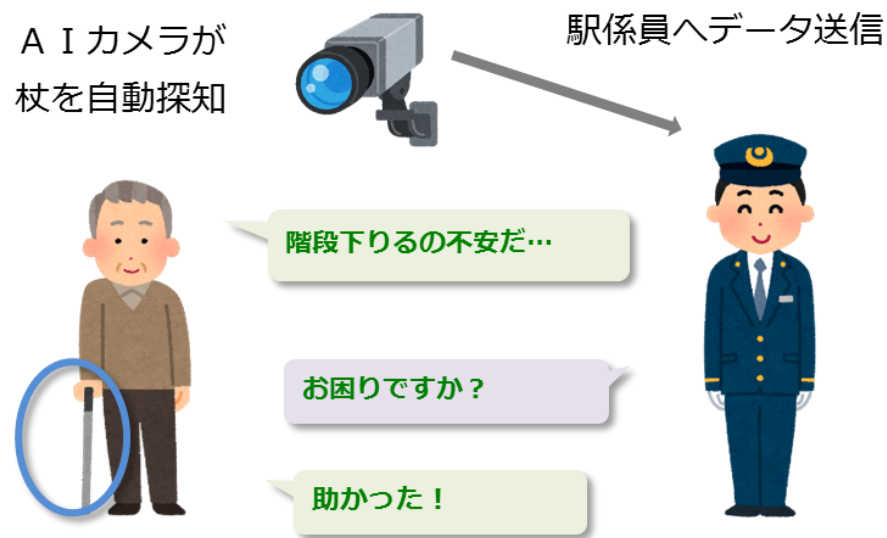 ＡＩカメラが
杖を自動探知
駅係員へデータ送信
階段下りるの不安だ…
お困りですか？
助かった！